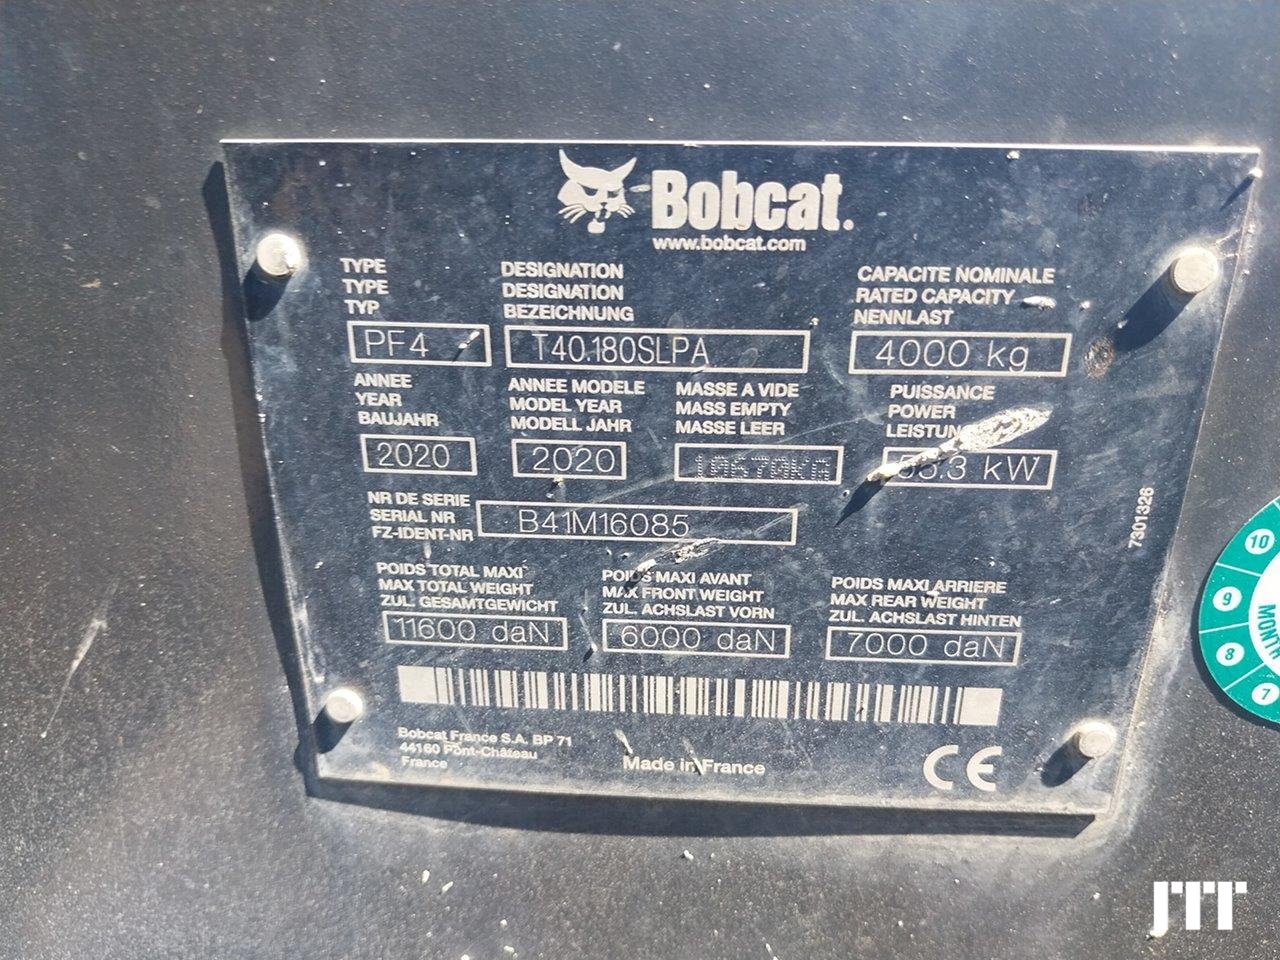 Bobcat.
www.bobcat.com
TYPE
TYPE
TYP
PF4
DESIGNATION
DESIGNATION
BEZEICHNUNG
T40.180SLPA
CAPACITE NOMINALE
RATED CAPACITY
NENNLAST
4000 kg
ANNEE
YEAR
BAUJAHR
2020
ANNEE MODELE
MODEL YEAR
MODELL JAHR
2020
MASSE A VIDE
MASS EMPTY
MASSE LEER
PUISSANCE
POWER
kW
NR DE SERIE
SERIAL NR
FZ-IDENT-NR
B41M16085
7301326
POIDS TOTAL MAXI
MAX TOTAL WEIGHT
ZUL. GESAMTGEWICHT
11600 daN
POIDS MAXI AVANT
MAX FRONT WEIGHT
ZUL. ACHSLAST VORN
6000 daN
POIDS MAXI ARRIERE
MAX REAR WEIGHT
ZUL. ACHSLAST HINTEN
7000 daN
Bobcat France S.A. BP 71
44160 Pont-Château
France
Made in France
CE
10
9
8
7
JTT